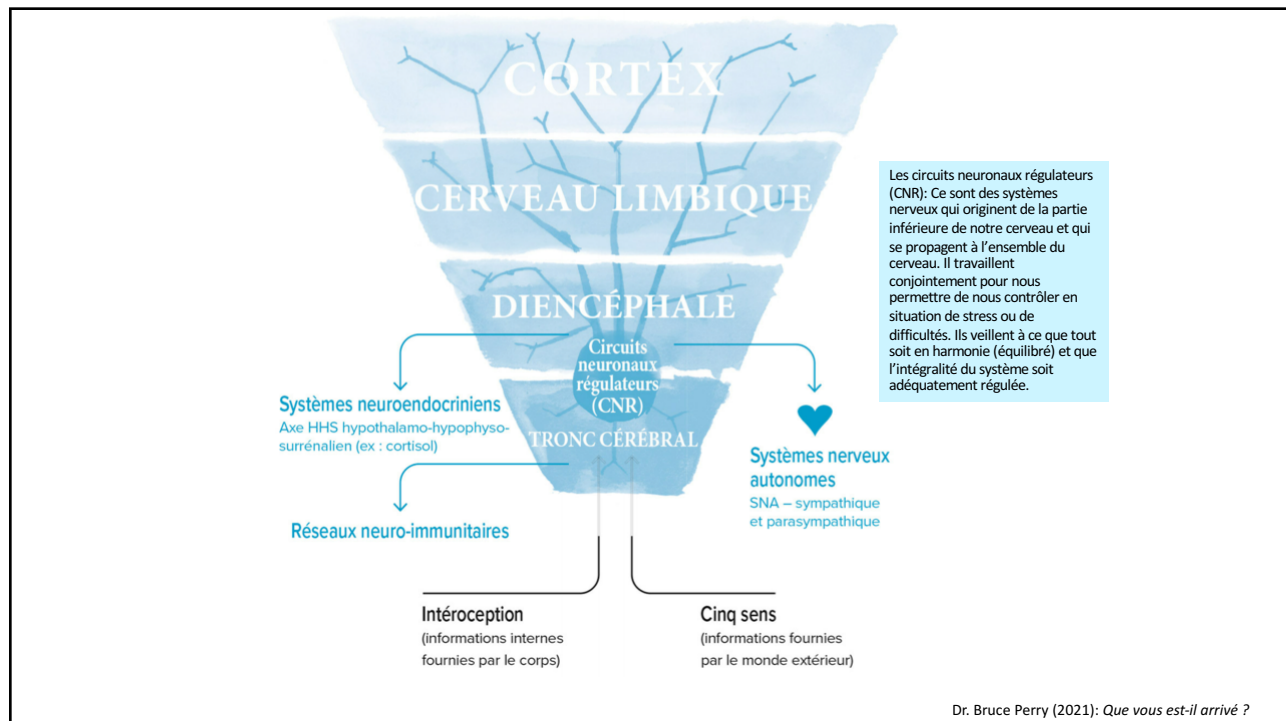 CORTEX
CERVEAU LIMBIQUE
DIENCÉPHALE
Circuits
neuronaux
régulateurs
(CNR)
TRONC CÉRÉBRAL
Les circuits neuronaux régulateurs
(CNR): Ce sont des systèmes
nerveux qui originent de la partie
inférieure de notre cerveau et qui
se propagent à l'ensemble du
cerveau. Il travaillent
conjointement pour nous
permettre de nous contrôler en
situation de stress ou de
difficultés. Ils veillent à ce que tout
soit en harmonie (équilibré) et que
l'intégralité du système soit
adéquatement régulée.
Systèmes neuroendocriniens
Axe HHS hypothalamo-hypophyso-
surrénalien (ex : cortisol)
Réseaux neuro-immunitaires
Systèmes nerveux
autonomes
SNA – sympathique
et parasympathique
Intéroception
(informations internes
fournies par le corps)
Cinq sens
(informations fournies
par le monde extérieur)
Dr. Bruce Perry (2021): Que vous est-il arrivé ?